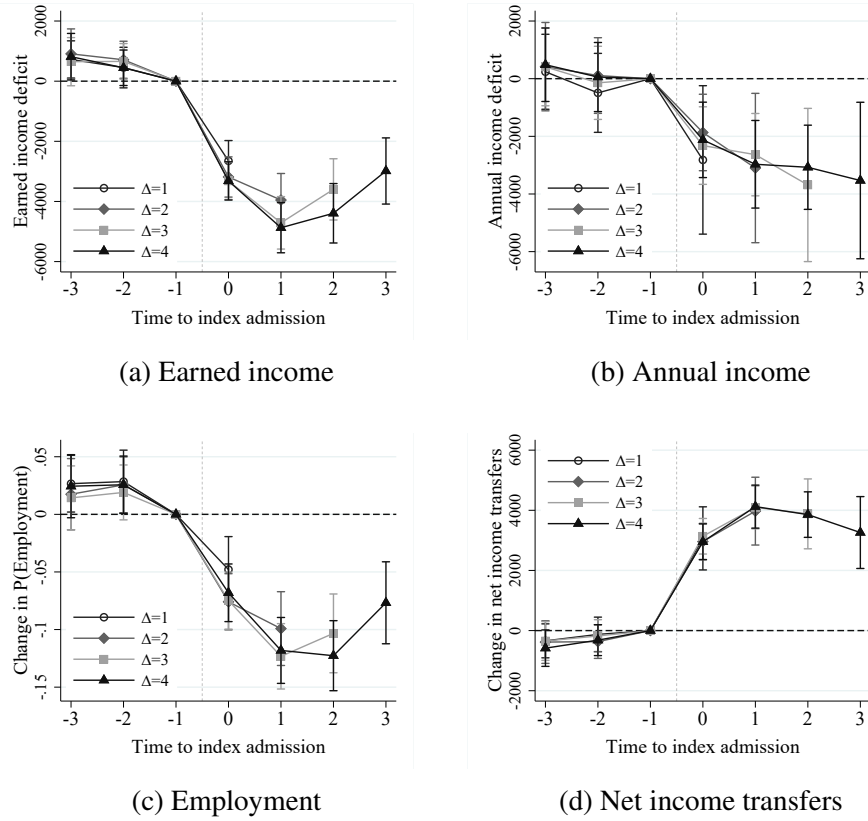 2000
0
-2000
-4000
-6000
Earned income deficit
Δ=1
Δ=2
Δ=3
Δ=4
-3 -2 -1 0 1 2 3
Time to index admission
(a) Earned income
2000
0
-2000
-4000
-6000
Annual income deficit
Δ=1
Δ=2
Δ=3
Δ=4
-3 -2 -1 0 1 2 3
Time to index admission
(b) Annual income
.05
0
-.05
-.1
-.15
Change in P(Employment)
Δ=1
Δ=2
Δ=3
Δ=4
-3 -2 -1 0 1 2 3
Time to index admission
(c) Employment
6000
4000
2000
0
-2000
Change in net income transfers
Δ=1
Δ=2
Δ=3
Δ=4
-3 -2 -1 0 1 2 3
Time to index admission
(d) Net income transfers